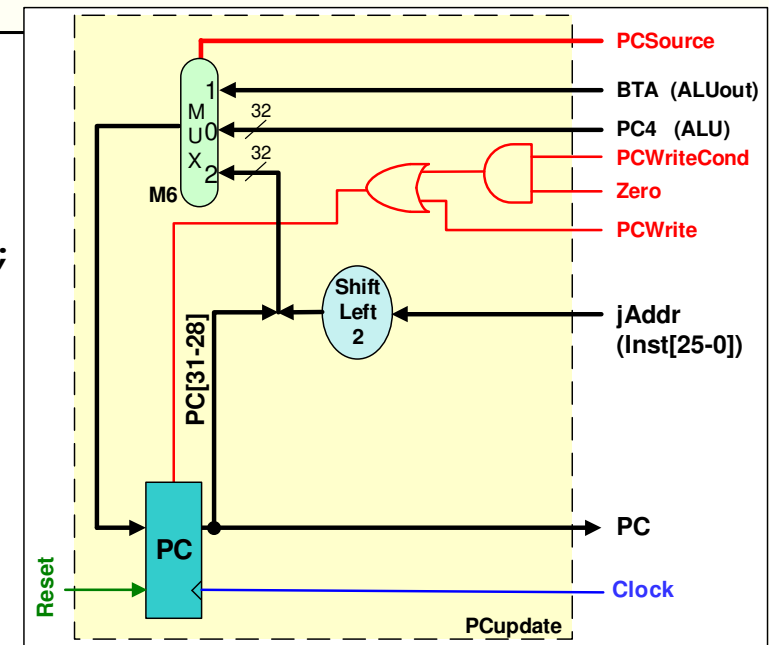 PCSource
1
BTA (ALUout)
M
U
X
0
32
PC4 (ALU)
32
2
PCWriteCond
M6
Zero
PCWrite
;
Shift
Left
2
jAddr
(Inst[25-0])
PC[31-28]
PC
PC
Reset
Clock
PCupdate